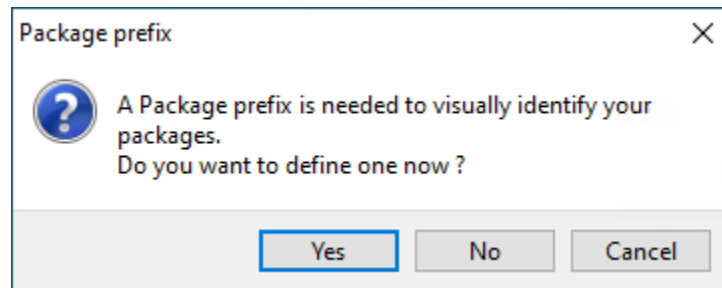 Package prefix
A Package prefix is needed to visually identify your
packages.
Do you want to define one now ?
Yes No Cancel